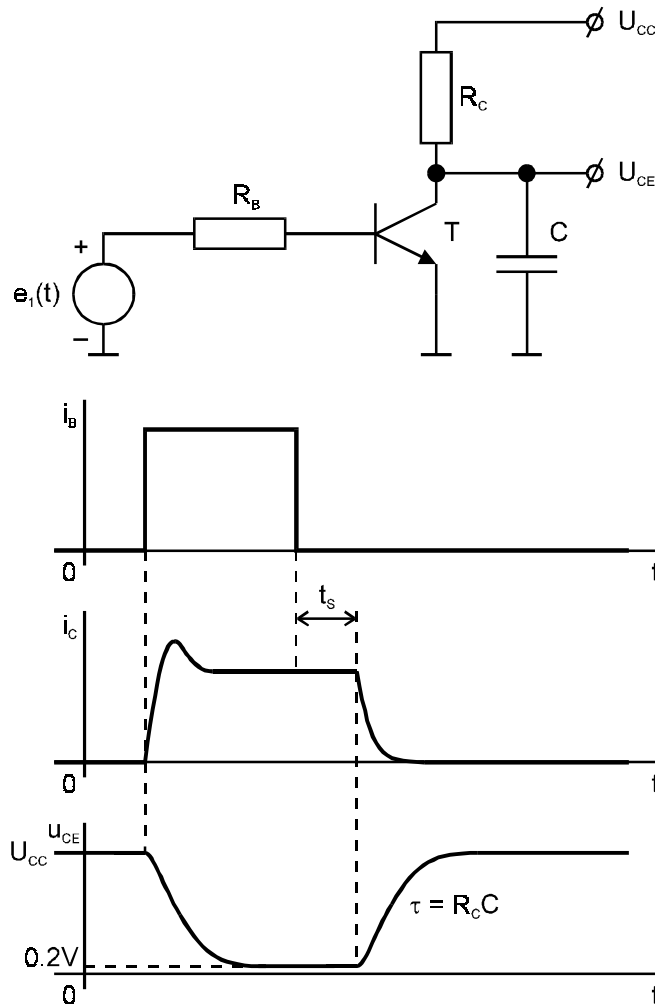 U_CC
R_C
U_CE
R_B
T
C
+
e_1(t)
−
i_B
0
t
t_S
i_C
0
t
u_CE
U_CC
τ = R_C C
0.2V
0
t